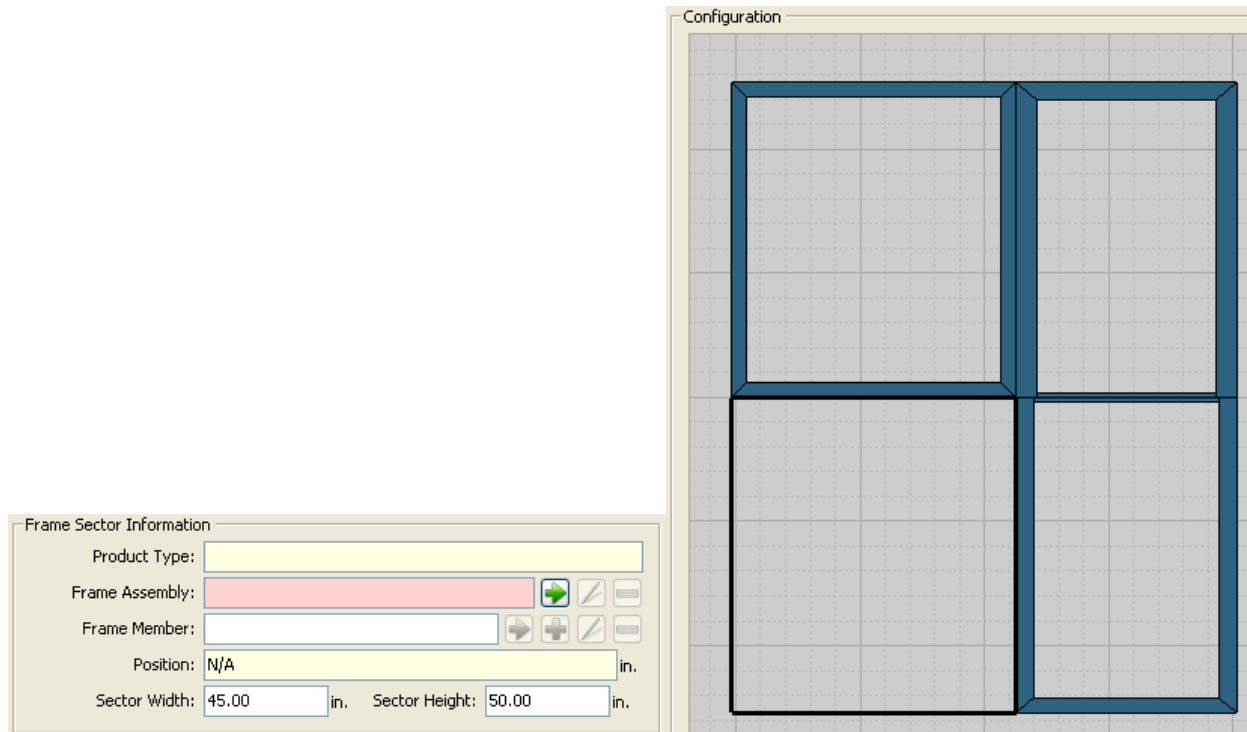 Configuration
Frame Sector Information
Product Type:
Frame Assembly:
Frame Member:
Position: N/A in.
Sector Width: 45.00 in. Sector Height: 50.00 in.